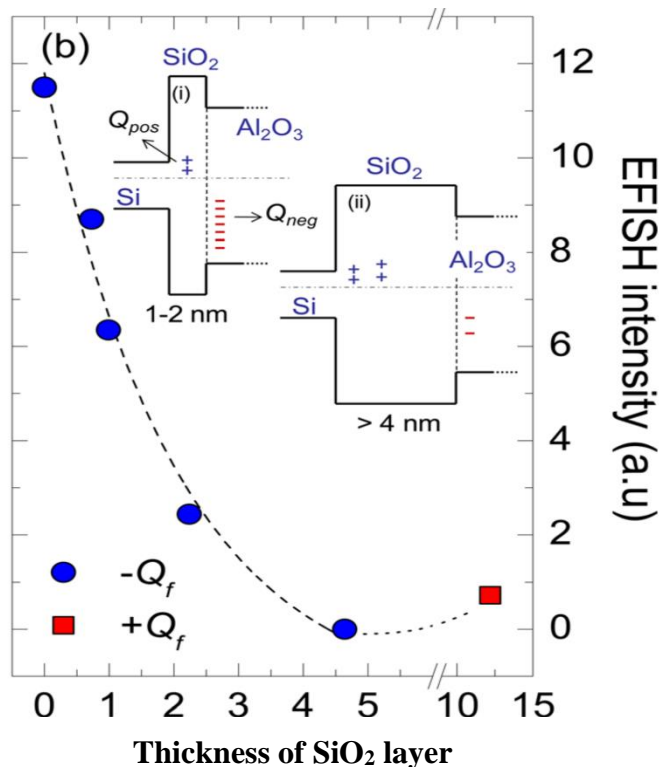 (b)
SiO₂
(i)
Qpos
Al₂O₃
Si
Qneg
1-2 nm
SiO₂
(ii)
Al₂O₃
Si
> 4 nm
-Qf
+Qf
12
10
8
6
4
2
0
EFISH intensity (a.u)
0 1 2 3 4 5 10 15
Thickness of SiO₂ layer